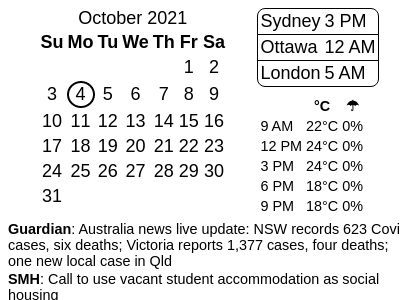 October 2021
Su Mo Tu We Th Fr Sa
1 2
3 4 5 6 7 8 9
10 11 12 13 14 15 16
17 18 19 20 21 22 23
24 25 26 27 28 29 30
31
Sydney 3 PM
Ottawa 12 AM
London 5 AM
°C ☂
9 AM 22°C 0%
12 PM 24°C 0%
3 PM 24°C 0%
6 PM 18°C 0%
9 PM 18°C 0%
Guardian: Australia news live update: NSW records 623 Covi
cases, six deaths; Victoria reports 1,377 cases, four deaths;
one new local case in Qld
SMH: Call to use vacant student accommodation as social
housing